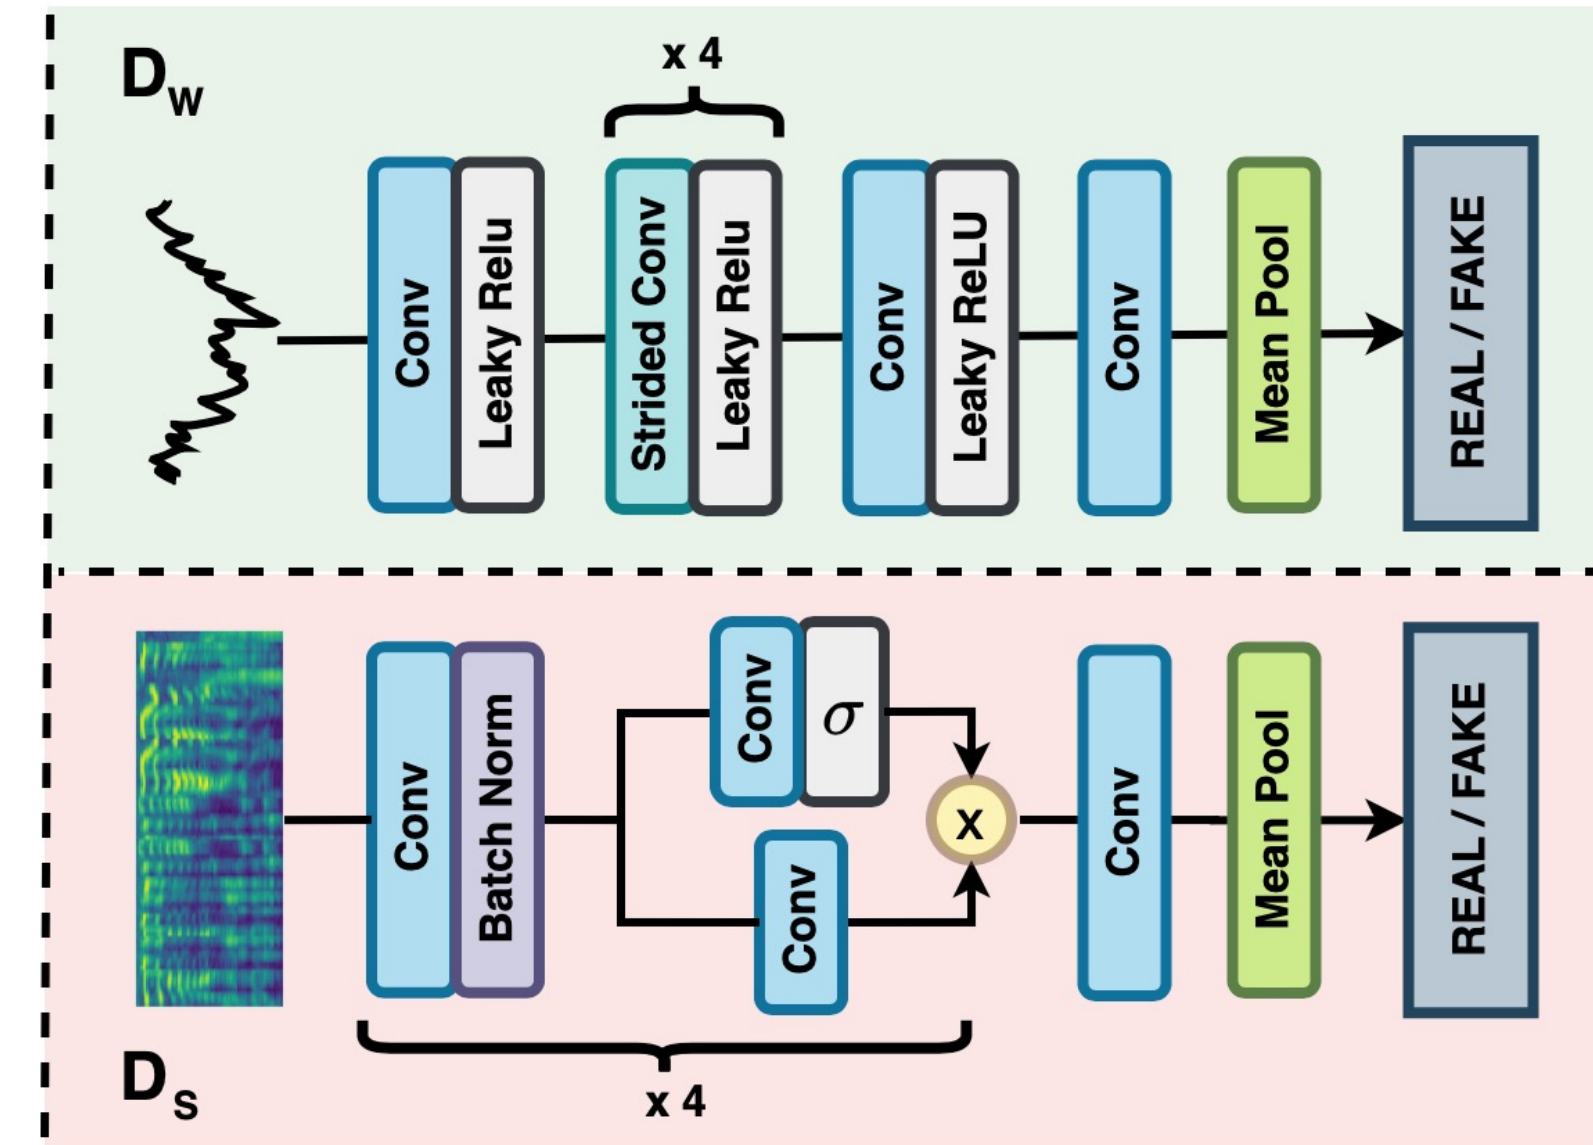 x 4
D_W
Conv
Leaky Relu
Strided Conv
Leaky Relu
Conv
Leaky ReLU
Conv
Mean Pool
REAL / FAKE
Conv
Batch Norm
Conv
σ
Conv
x
Conv
Mean Pool
REAL / FAKE
D_S
x 4